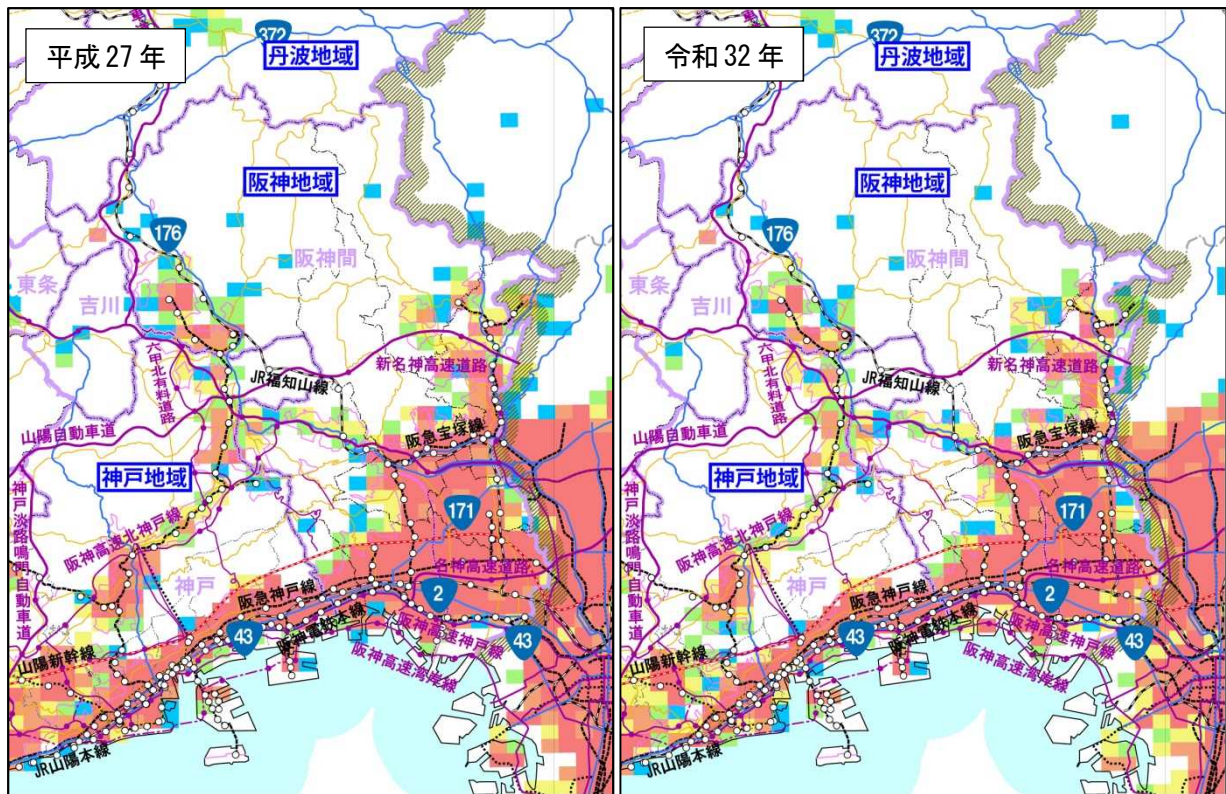 平成 27 年
372
丹波地域
阪神地域
176
阪神間
東条
吉川
六甲北有料道路
新名神高速道路
JR福知山線
山陽自動車道
阪急宝塚線
神戸地域
神戸淡路鳴門自動車道
171
阪神高速北神戸線
名神高速道路
神戸
阪急神戸線
2
43
阪神電鉄本線
阪神高速神戸線
43
阪神高速湾岸線
山陽新幹線
JR山陽本線
令和 32 年
372
丹波地域
阪神地域
176
阪神間
東条
吉川
六甲北有料道路
新名神高速道路
JR福知山線
山陽自動車道
阪急宝塚線
神戸地域
神戸淡路鳴門自動車道
171
阪神高速北神戸線
名神高速道路
神戸
阪急神戸線
2
43
阪神電鉄本線
阪神高速神戸線
43
阪神高速湾岸線
山陽新幹線
JR山陽本線